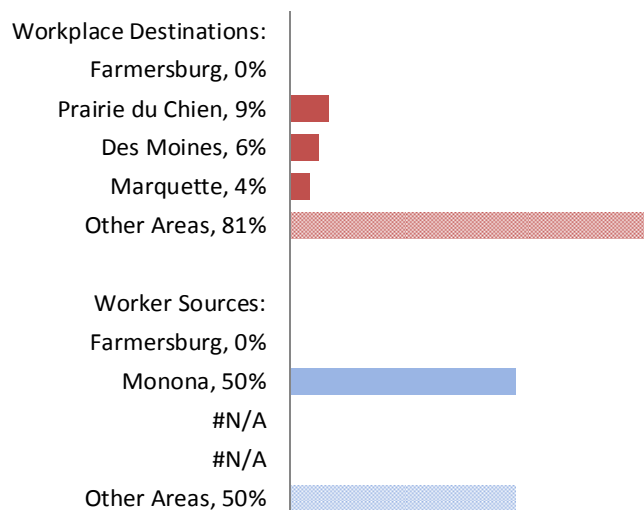 Workplace Destinations:
Farmersburg, 0%
Prairie du Chien, 9%
Des Moines, 6%
Marquette, 4%
Other Areas, 81%
Worker Sources:
Farmersburg, 0%
Monona, 50%
#N/A
#N/A
Other Areas, 50%